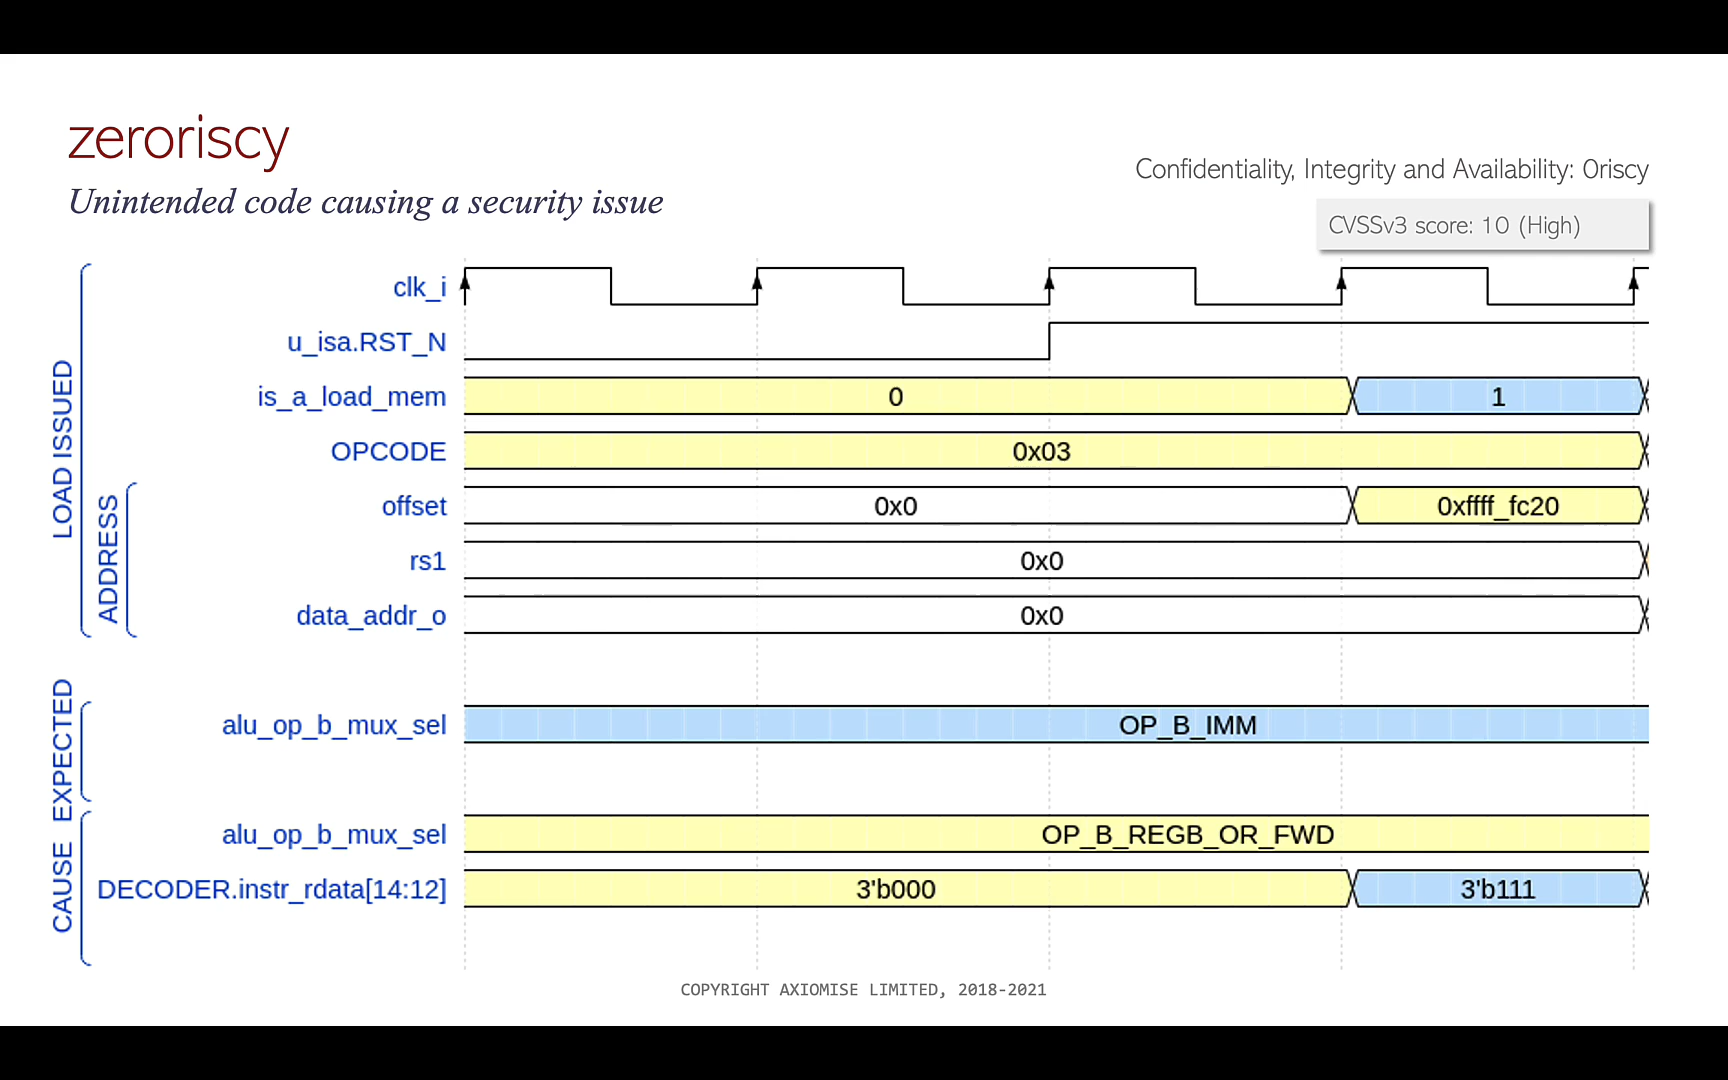 zeroriscy
Unintended code causing a security issue
Confidentiality, Integrity and Availability: 0riscy
CVSSv3 score: 10 (High)
LOAD ISSUED
ADDRESS
clk_i
u_isa.RST_N
is_a_load_mem 0 1
OPCODE 0x03
offset 0x0 0xffff_fc20
rs1 0x0
data_addr_o 0x0
EXPECTED
alu_op_b_mux_sel OP_B_IMM
CAUSE
alu_op_b_mux_sel OP_B_REGB_OR_FWD
DECODER.instr_rdata[14:12] 3'b000 3'b111
COPYRIGHT AXIOMISE LIMITED, 2018-2021